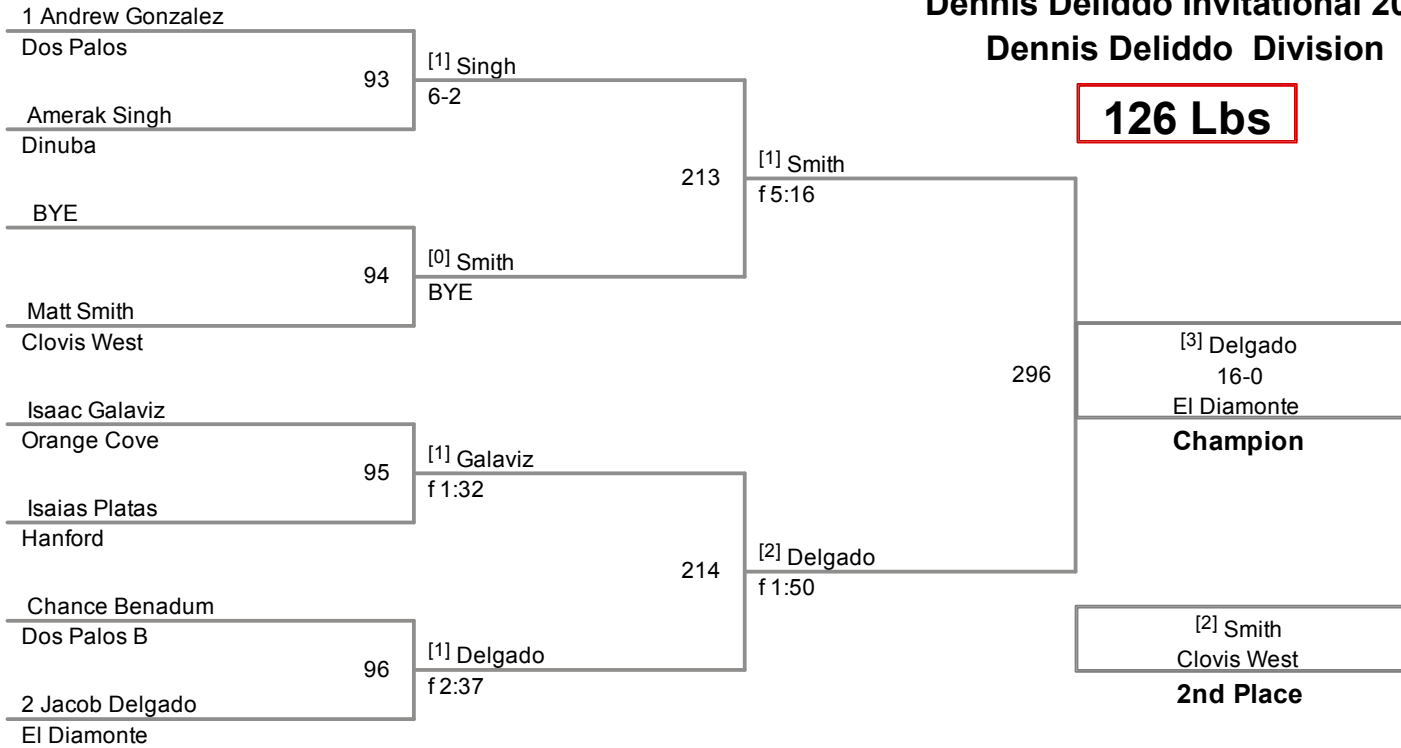 Dennis Deliddo Invitational 20
Dennis Deliddo Division
126 Lbs
1 Andrew Gonzalez
Dos Palos
93
Amerak Singh
Dinuba
[1] Singh
6-2
BYE
94
Matt Smith
Clovis West
[0] Smith
BYE
213
[1] Smith
f 5:16
Isaac Galaviz
Orange Cove
95
Isaias Platas
Hanford
[1] Galaviz
f 1:32
Chance Benadum
Dos Palos B
96
2 Jacob Delgado
El Diamonte
[1] Delgado
f 2:37
214
[2] Delgado
f 1:50
296
[3] Delgado
16-0
El Diamonte
Champion
[2] Smith
Clovis West
2nd Place